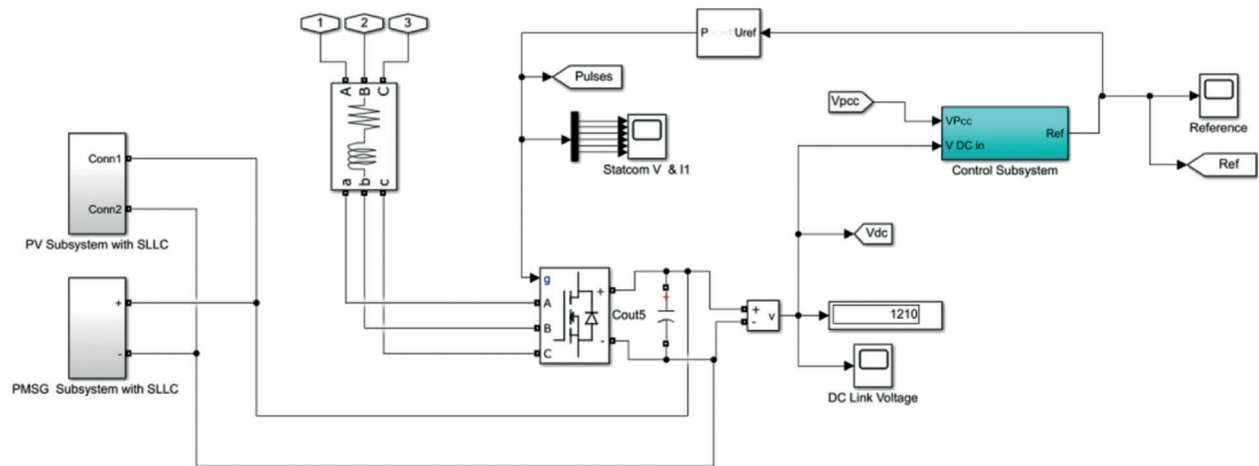 1 2 3
A B C
a b c
P Uref
Pulses
Statcom V & I1
Vpcc
VPcc
V DC in
Ref
Control Subsystem
Reference
Ref
Conn1
Conn2
PV Subsystem with SLLC
+
-
PMSG Subsystem with SLLC
g
A
B
C
+
-
Cout5
+
+
-
v
Vdc
1210
DC Link Voltage